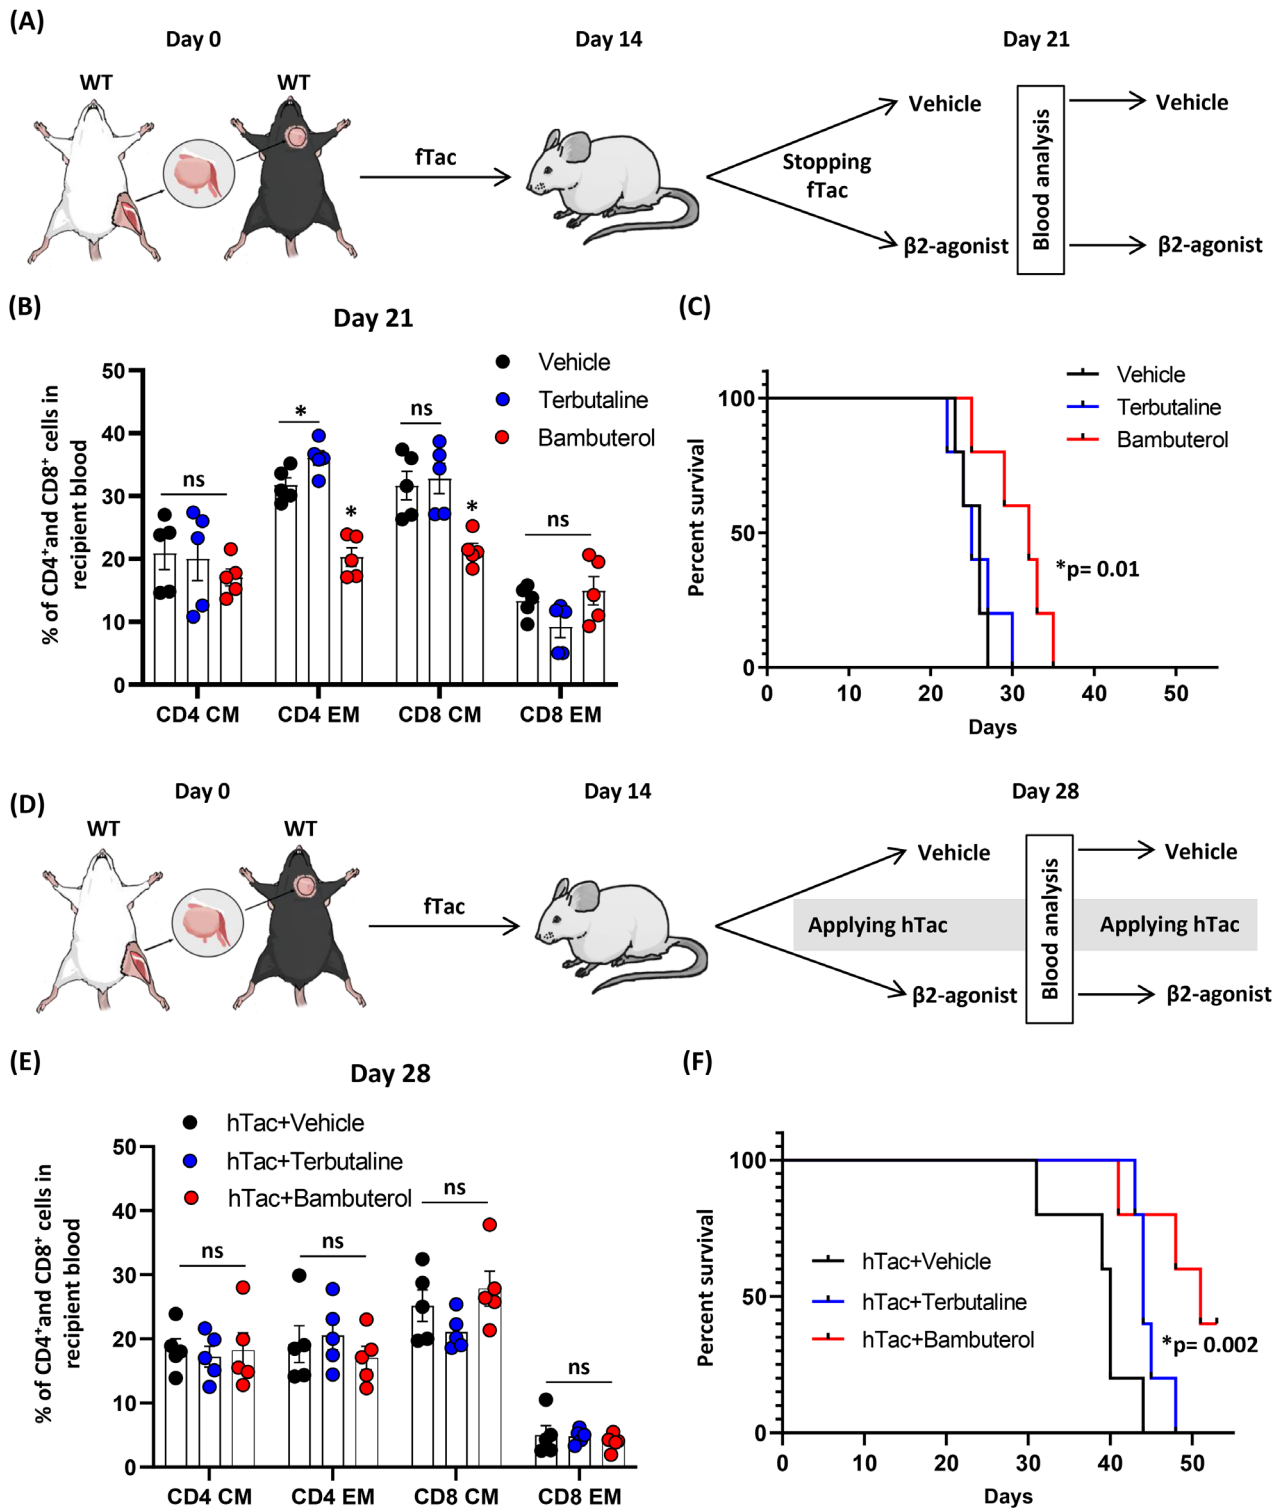 (A)
Day 0
Day 14
Day 21
WT
WT
fTac
Stopping
fTac
Vehicle
β2-agonist
Blood analysis
Vehicle
β2-agonist
(B)
Day 21
% of CD4⁺and CD8⁺ cells in
recipient blood
50
40
30
20
10
0
Vehicle
Terbutaline
Bambuterol
ns
*
*
ns
*
ns
CD4 CM
CD4 EM
CD8 CM
CD8 EM
(C)
Percent survival
100
50
0
Vehicle
Terbutaline
Bambuterol
*p= 0.01
0
10
20
30
40
50
Days
(D)
Day 0
Day 14
Day 28
WT
WT
fTac
Vehicle
Applying hTac
β2-agonist
Blood analysis
Vehicle
Applying hTac
β2-agonist
(E)
Day 28
% of CD4⁺and CD8⁺ cells in
recipient blood
50
40
30
20
10
0
hTac+Vehicle
hTac+Terbutaline
hTac+Bambuterol
ns
ns
ns
ns
CD4 CM
CD4 EM
CD8 CM
CD8 EM
(F)
Percent survival
100
50
0
hTac+Vehicle
hTac+Terbutaline
hTac+Bambuterol
*p= 0.002
0
10
20
30
40
50
Days